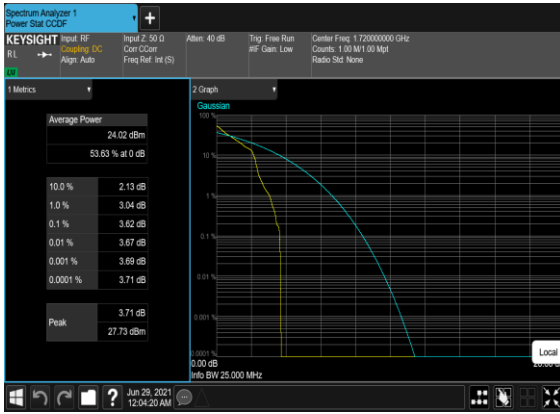 Spectrum Analyzer 1
Power Stat CCDF
KEYSIGHT
RL
LV
Input: RF
Coupling: DC
Align: Auto
Input Z: 50 Ω
Corr CCorr
Freq Ref: Int (S)
Atten: 40 dB
Trig: Free Run
#IF Gain: Low
Center Freq: 1.720000000 GHz
Counts: 1.00 M/1.00 Mpt
Radio Std: None
1 Metrics
Average Power
24.02 dBm
53.63 % at 0 dB
10.0 % 2.13 dB
1.0 % 3.04 dB
0.1 % 3.62 dB
0.01 % 3.67 dB
0.001 % 3.69 dB
0.0001 % 3.71 dB
Peak
3.71 dB
27.73 dBm
2 Graph
Gaussian
100 %
10 %
1 %
0.1 %
0.01 %
0.001 %
0.0001 %
0.00 dB
Info BW 25.000 MHz
Local
?
Jun 29, 2021
12:04:20 AM